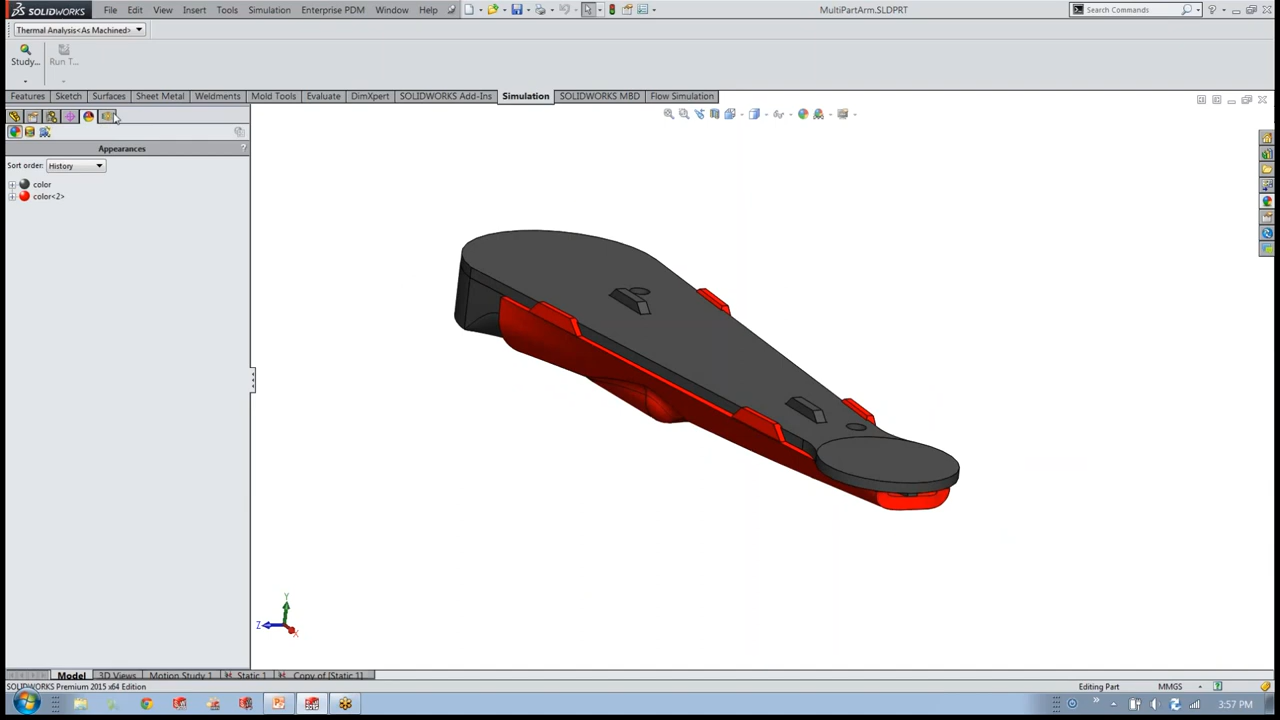 SOLIDWORKS File Edit View Insert Tools Simulation Enterprise PDM Window Help MultiPartArm.SLDPRT Search Commands
Thermal Analysis<As Machined>
Study... Run T...
Features Sketch Surfaces Sheet Metal Weldments Mold Tools Evaluate DimXpert SOLIDWORKS Add-Ins Simulation SOLIDWORKS MBD Flow Simulation
Appearances ?
Sort order: History
color
color<2>
Y
Z
X
Model 3D Views Motion Study 1 Static 1 Copy of [Static 1]
SOLIDWORKS Premium 2015 x64 Edition Editing Part MMGS
3:57 PM